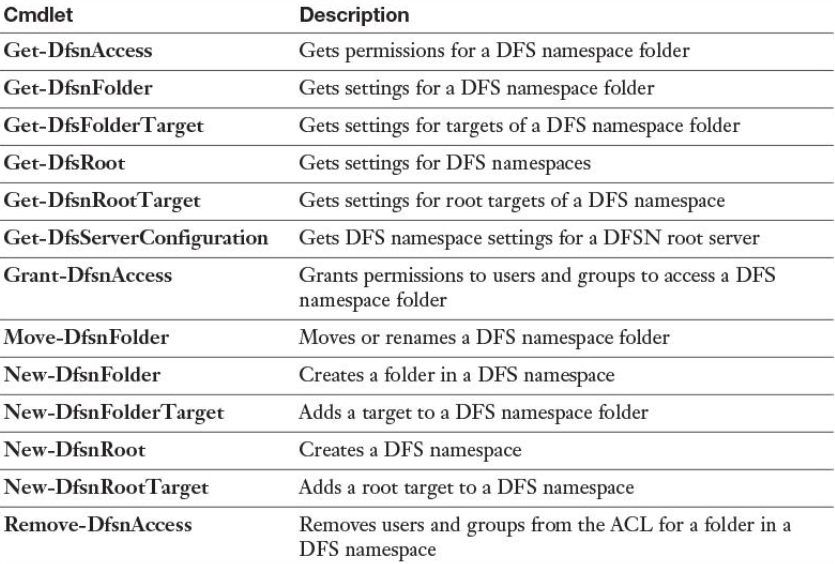 Cmdlet Description
Get-DfsnAccess Gets permissions for a DFS namespace folder
Get-DfsnFolder Gets settings for a DFS namespace folder
Get-DfsFolderTarget Gets settings for targets of a DFS namespace folder
Get-DfsRoot Gets settings for DFS namespaces
Get-DfsnRootTarget Gets settings for root targets of a DFS namespace
Get-DfsServerConfiguration Gets DFS namespace settings for a DFSN root server
Grant-DfsnAccess Grants permissions to users and groups to access a DFS
namespace folder
Move-DfsnFolder Moves or renames a DFS namespace folder
New-DfsnFolder Creates a folder in a DFS namespace
New-DfsnFolderTarget Adds a target to a DFS namespace folder
New-DfsnRoot Creates a DFS namespace
New-DfsnRootTarget Adds a root target to a DFS namespace
Remove-DfsnAccess Removes users and groups from the ACL for a folder in a
DFS namespace